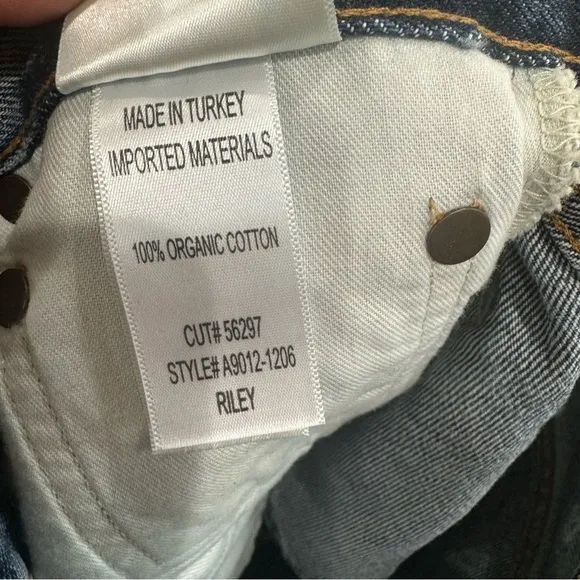 MADE IN TURKEY
IMPORTED MATERIALS
100% ORGANIC COTTON
CUT# 56297
STYLE# A9012-1206
RILEY